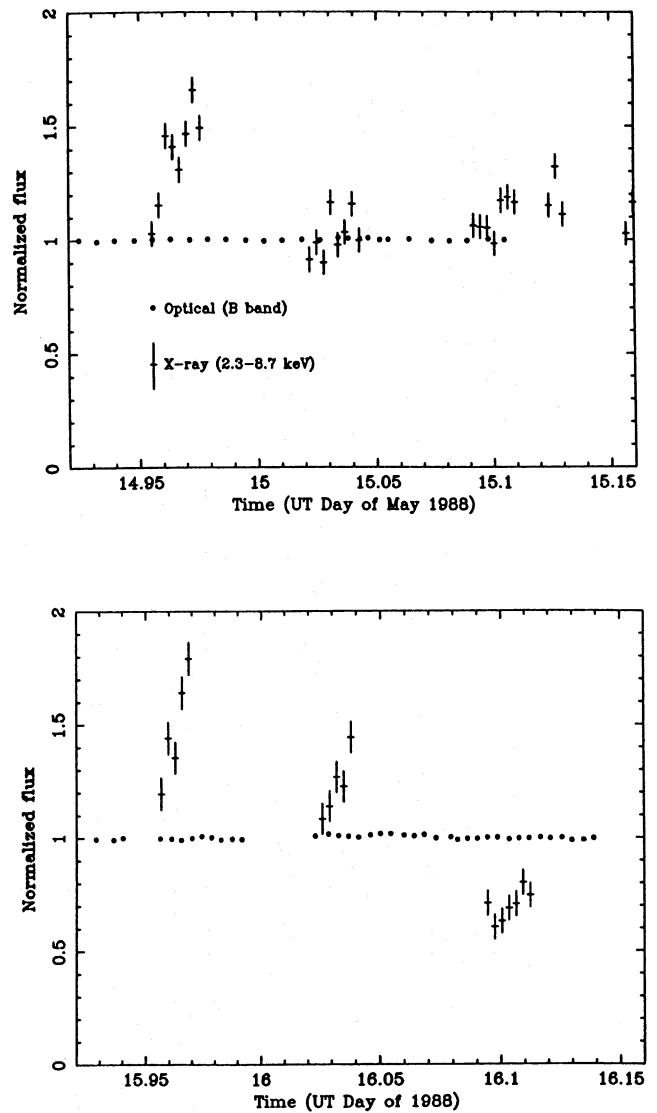 2
1.5
1
0.5
0
Normalized flux
Optical (B band)
X-ray (2.3-8.7 keV)
14.95 15 15.05 15.1 15.15
Time (UT Day of May 1988)
2
1.5
1
0.5
0
Normalized flux
15.95 16 16.05 16.1 16.15
Time (UT Day of 1988)